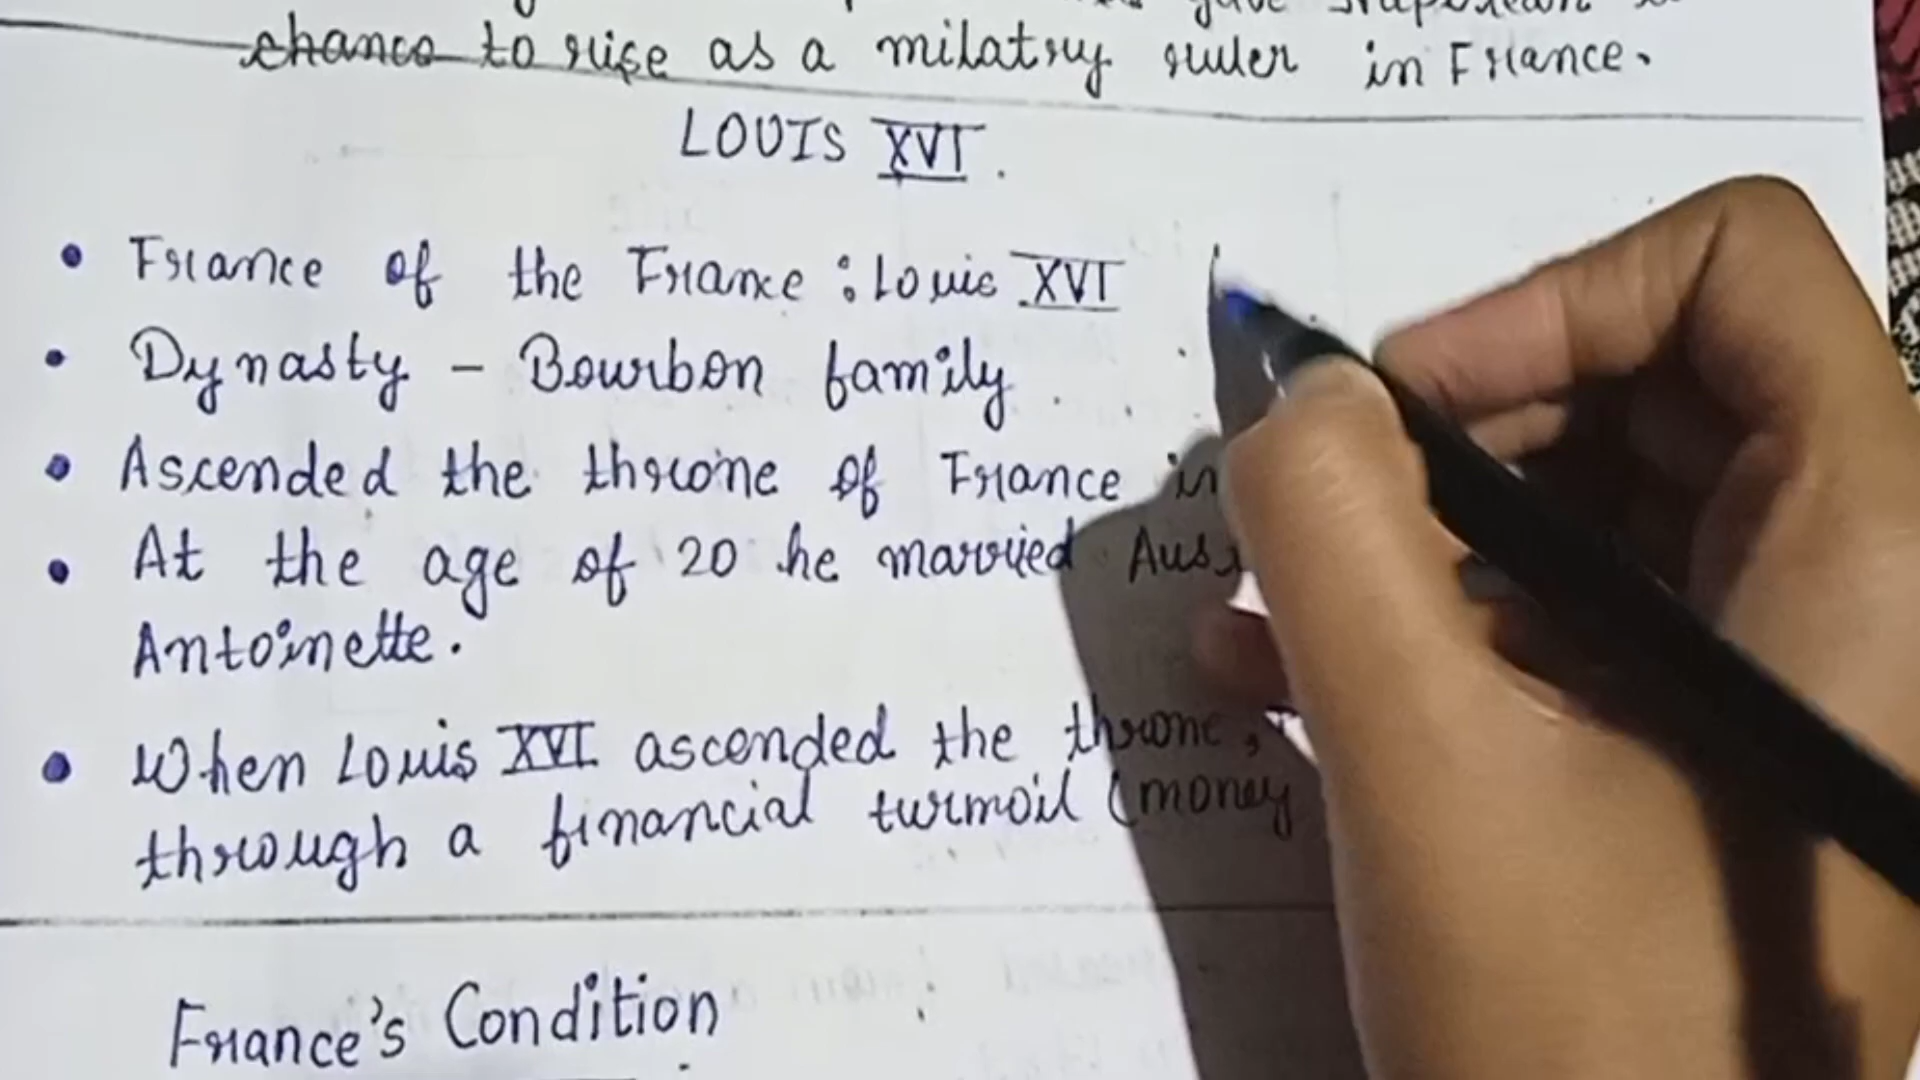 chance to rise as a milatry ruler in France.
LOUIS XVI.
• France of the France : Louis XVI
• Dynasty - Bourbon family
• Ascended the throne of France in
• At the age of 20 he married
Antoinette.
• When Louis XVI ascended the throne,
through a financial turmoil (money
France's Condition